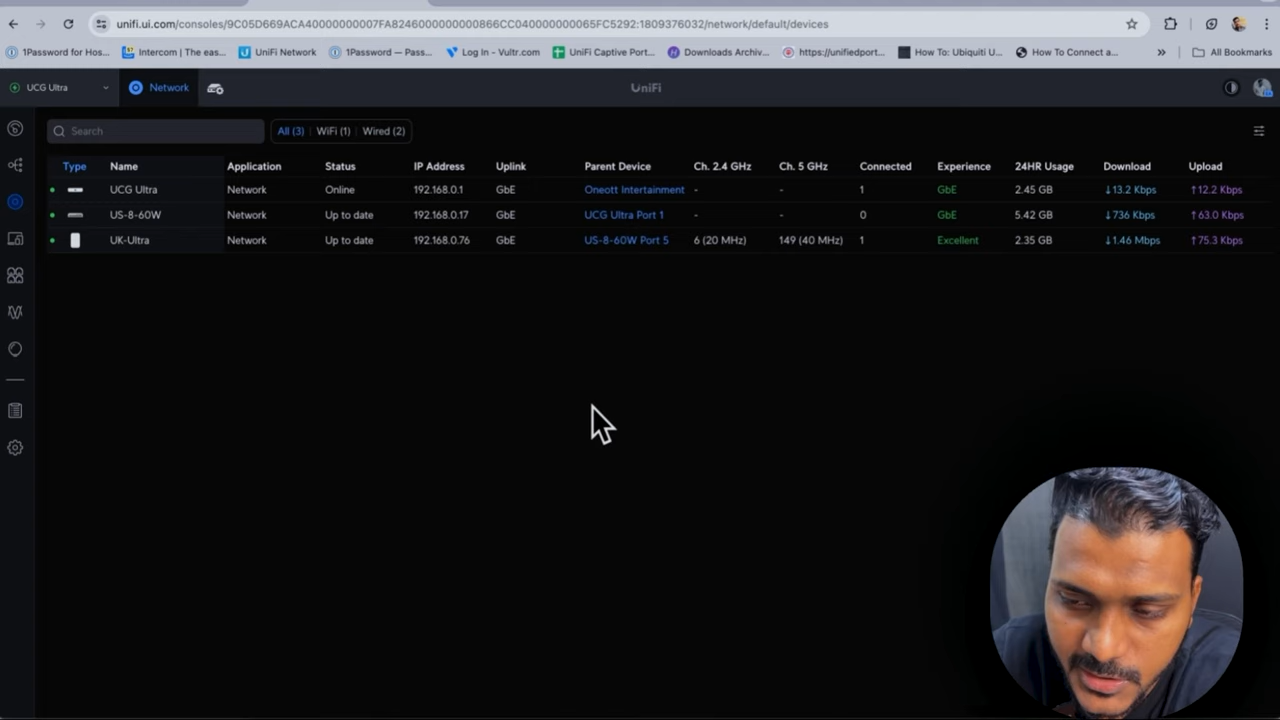 unifi.ui.com/consoles/9C05D669ACA40000000007FA8246000000000866CC040000000065FC5292:1809376032/network/default/devices
1Password for Hos... Intercom | The eas... UniFi Network 1Password — Pass... Log In - Vultr.com UniFi Captive Port... Downloads Archiv... https://unifiedport... How To: Ubiquiti U... How To Connect a... » All Bookmarks
UCG Ultra Network UniFi
Search All (3) WiFi (1) Wired (2)
Type Name Application Status IP Address Uplink Parent Device Ch. 2.4 GHz Ch. 5 GHz Connected Experience 24HR Usage Download Upload
UCG Ultra Network Online 192.168.0.1 GbE Oneott Intertainment - - 1 GbE 2.45 GB ↓13.2 Kbps ↑12.2 Kbps
US-8-60W Network Up to date 192.168.0.17 GbE UCG Ultra Port 1 - - 0 GbE 5.42 GB ↓736 Kbps ↑63.0 Kbps
UK-Ultra Network Up to date 192.168.0.76 GbE US-8-60W Port 5 6 (20 MHz) 149 (40 MHz) 1 Excellent 2.35 GB ↓1.46 Mbps ↑75.3 Kbps